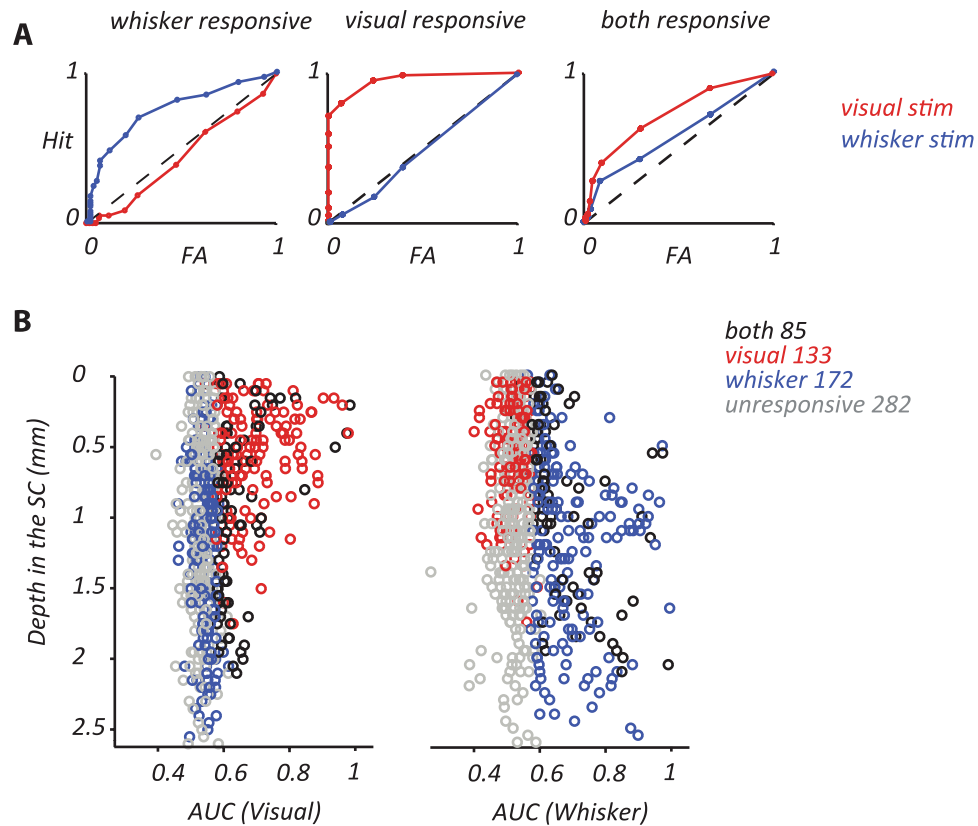 A
whisker responsive
visual responsive
both responsive
1
Hit
0
0
FA
1
1
0
0
FA
1
1
0
0
FA
1
visual stim
whisker stim
B
both 85
visual 133
whisker 172
unresponsive 282
Depth in the SC (mm)
0
0.5
1
1.5
2
2.5
0.4
0.6
0.8
1
AUC (Visual)
0.4
0.6
0.8
1
AUC (Whisker)